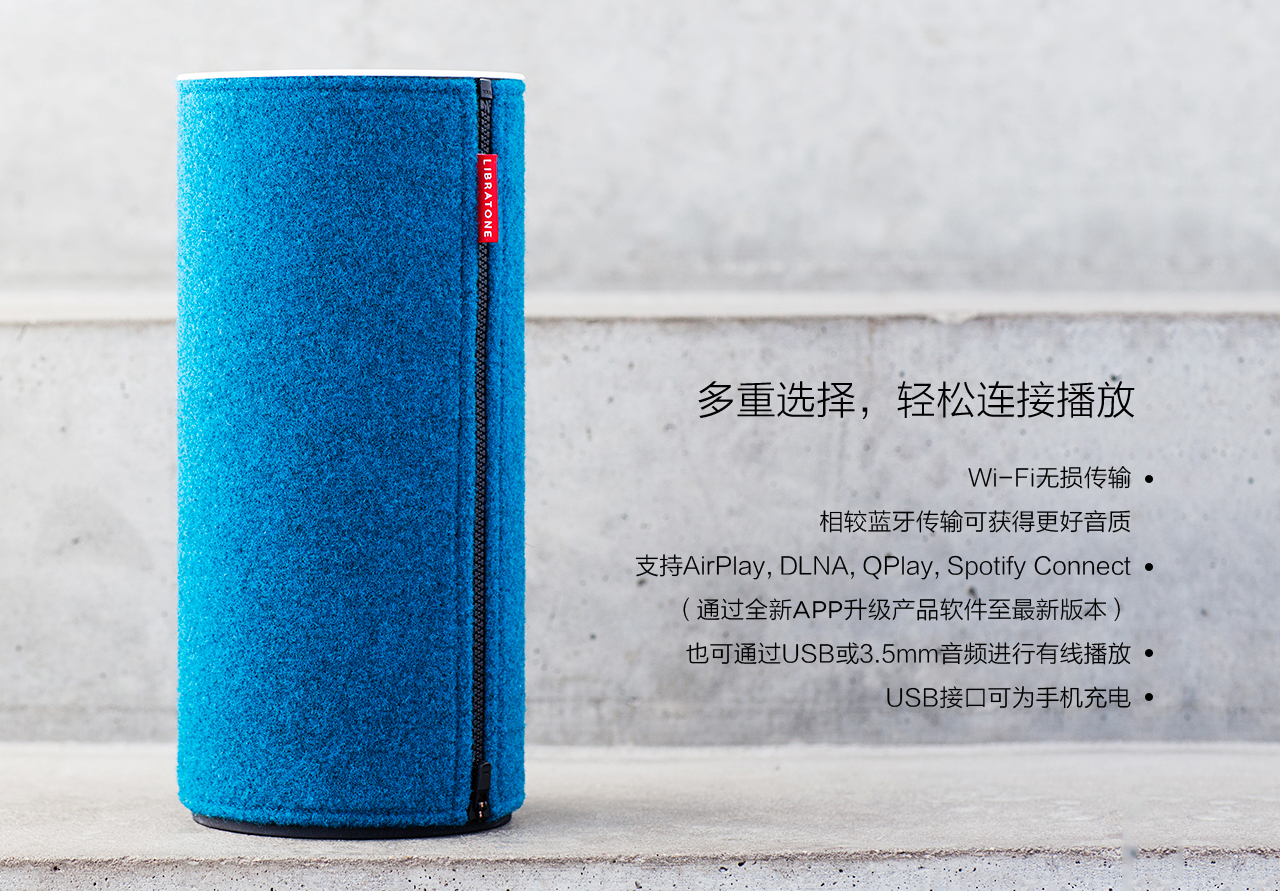 LIBRATONE
多重选择，轻松连接播放
Wi-Fi无损传输 •
相较蓝牙传输可获得更好音质
支持AirPlay, DLNA, QPlay, Spotify Connect •
（通过全新APP升级产品软件至最新版本）
也可通过USB或3.5mm音频进行有线播放 •
USB接口可为手机充电 •